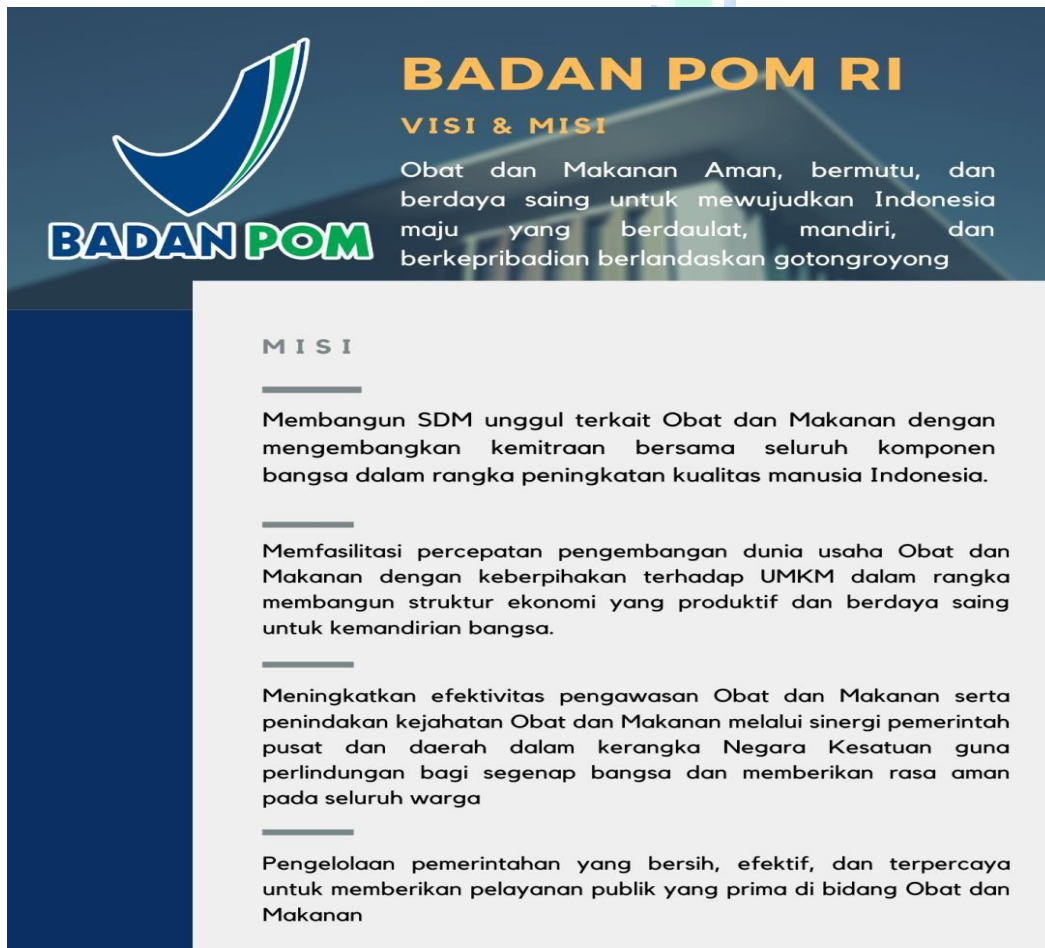 BADAN POM
BADAN POM RI
VISI & MISI
Obat dan Makanan Aman, bermutu, dan
berdaya saing untuk mewujudkan Indonesia
maju yang berdaulat, mandiri, dan
berkepribadian berlandaskan gotongroyong
MISI
Membangun SDM unggul terkait Obat dan Makanan dengan
mengembangkan kemitraan bersama seluruh komponen
bangsa dalam rangka peningkatan kualitas manusia Indonesia.
Memfasilitasi percepatan pengembangan dunia usaha Obat dan
Makanan dengan keberpihakan terhadap UMKM dalam rangka
membangun struktur ekonomi yang produktif dan berdaya saing
untuk kemandirian bangsa.
Meningkatkan efektivitas pengawasan Obat dan Makanan serta
penindakan kejahatan Obat dan Makanan melalui sinergi pemerintah
pusat dan daerah dalam kerangka Negara Kesatuan guna
perlindungan bagi segenap bangsa dan memberikan rasa aman
pada seluruh warga
Pengelolaan pemerintahan yang bersih, efektif, dan terpercaya
untuk memberikan pelayanan publik yang prima di bidang Obat dan
Makanan